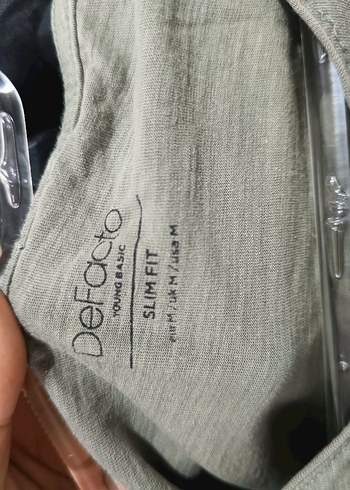 DeFacto
YOUNG BASIC
SLIM FIT
eur M / uk M / usa M